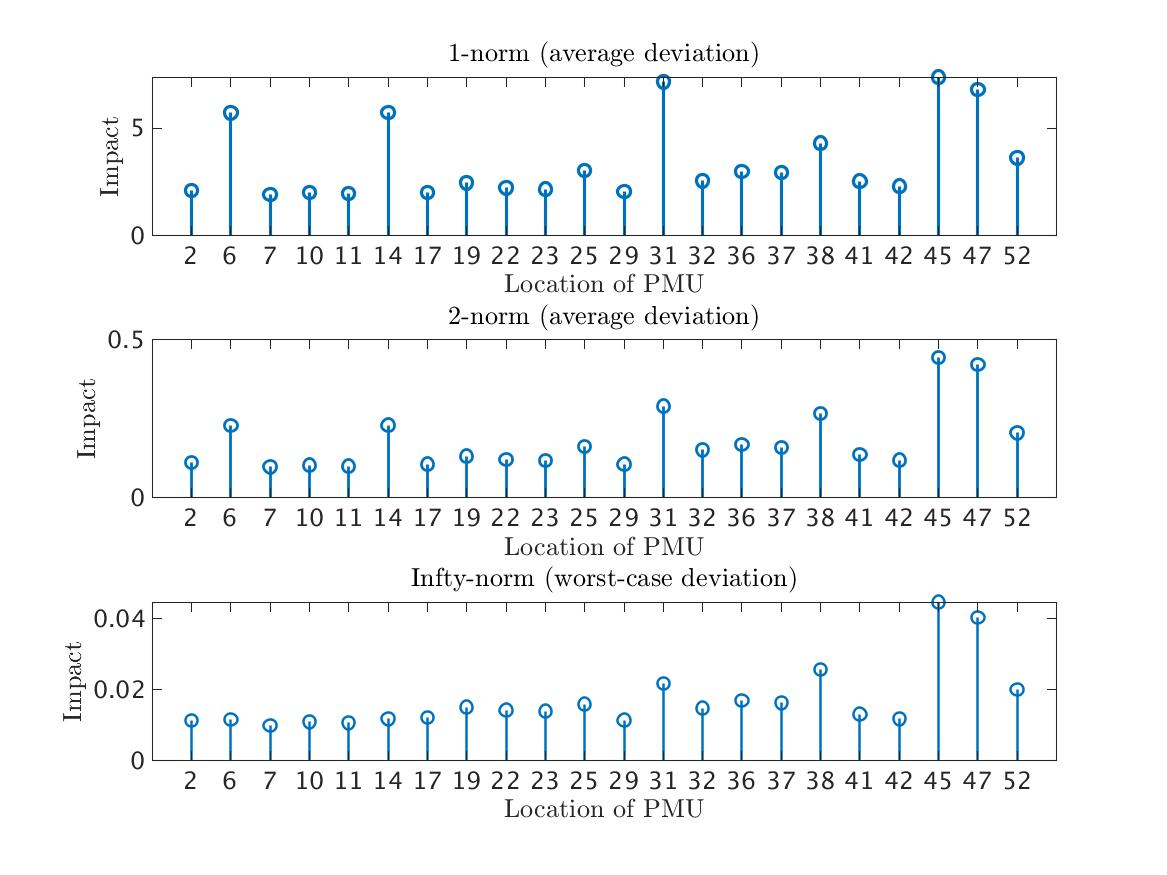 1-norm (average deviation)
Impact
5
0
2 6 7 10 11 14 17 19 22 23 25 29 31 32 36 37 38 41 42 45 47 52
Location of PMU
2-norm (average deviation)
Impact
0.5
0
2 6 7 10 11 14 17 19 22 23 25 29 31 32 36 37 38 41 42 45 47 52
Location of PMU
Infty-norm (worst-case deviation)
Impact
0.04
0.02
0
2 6 7 10 11 14 17 19 22 23 25 29 31 32 36 37 38 41 42 45 47 52
Location of PMU